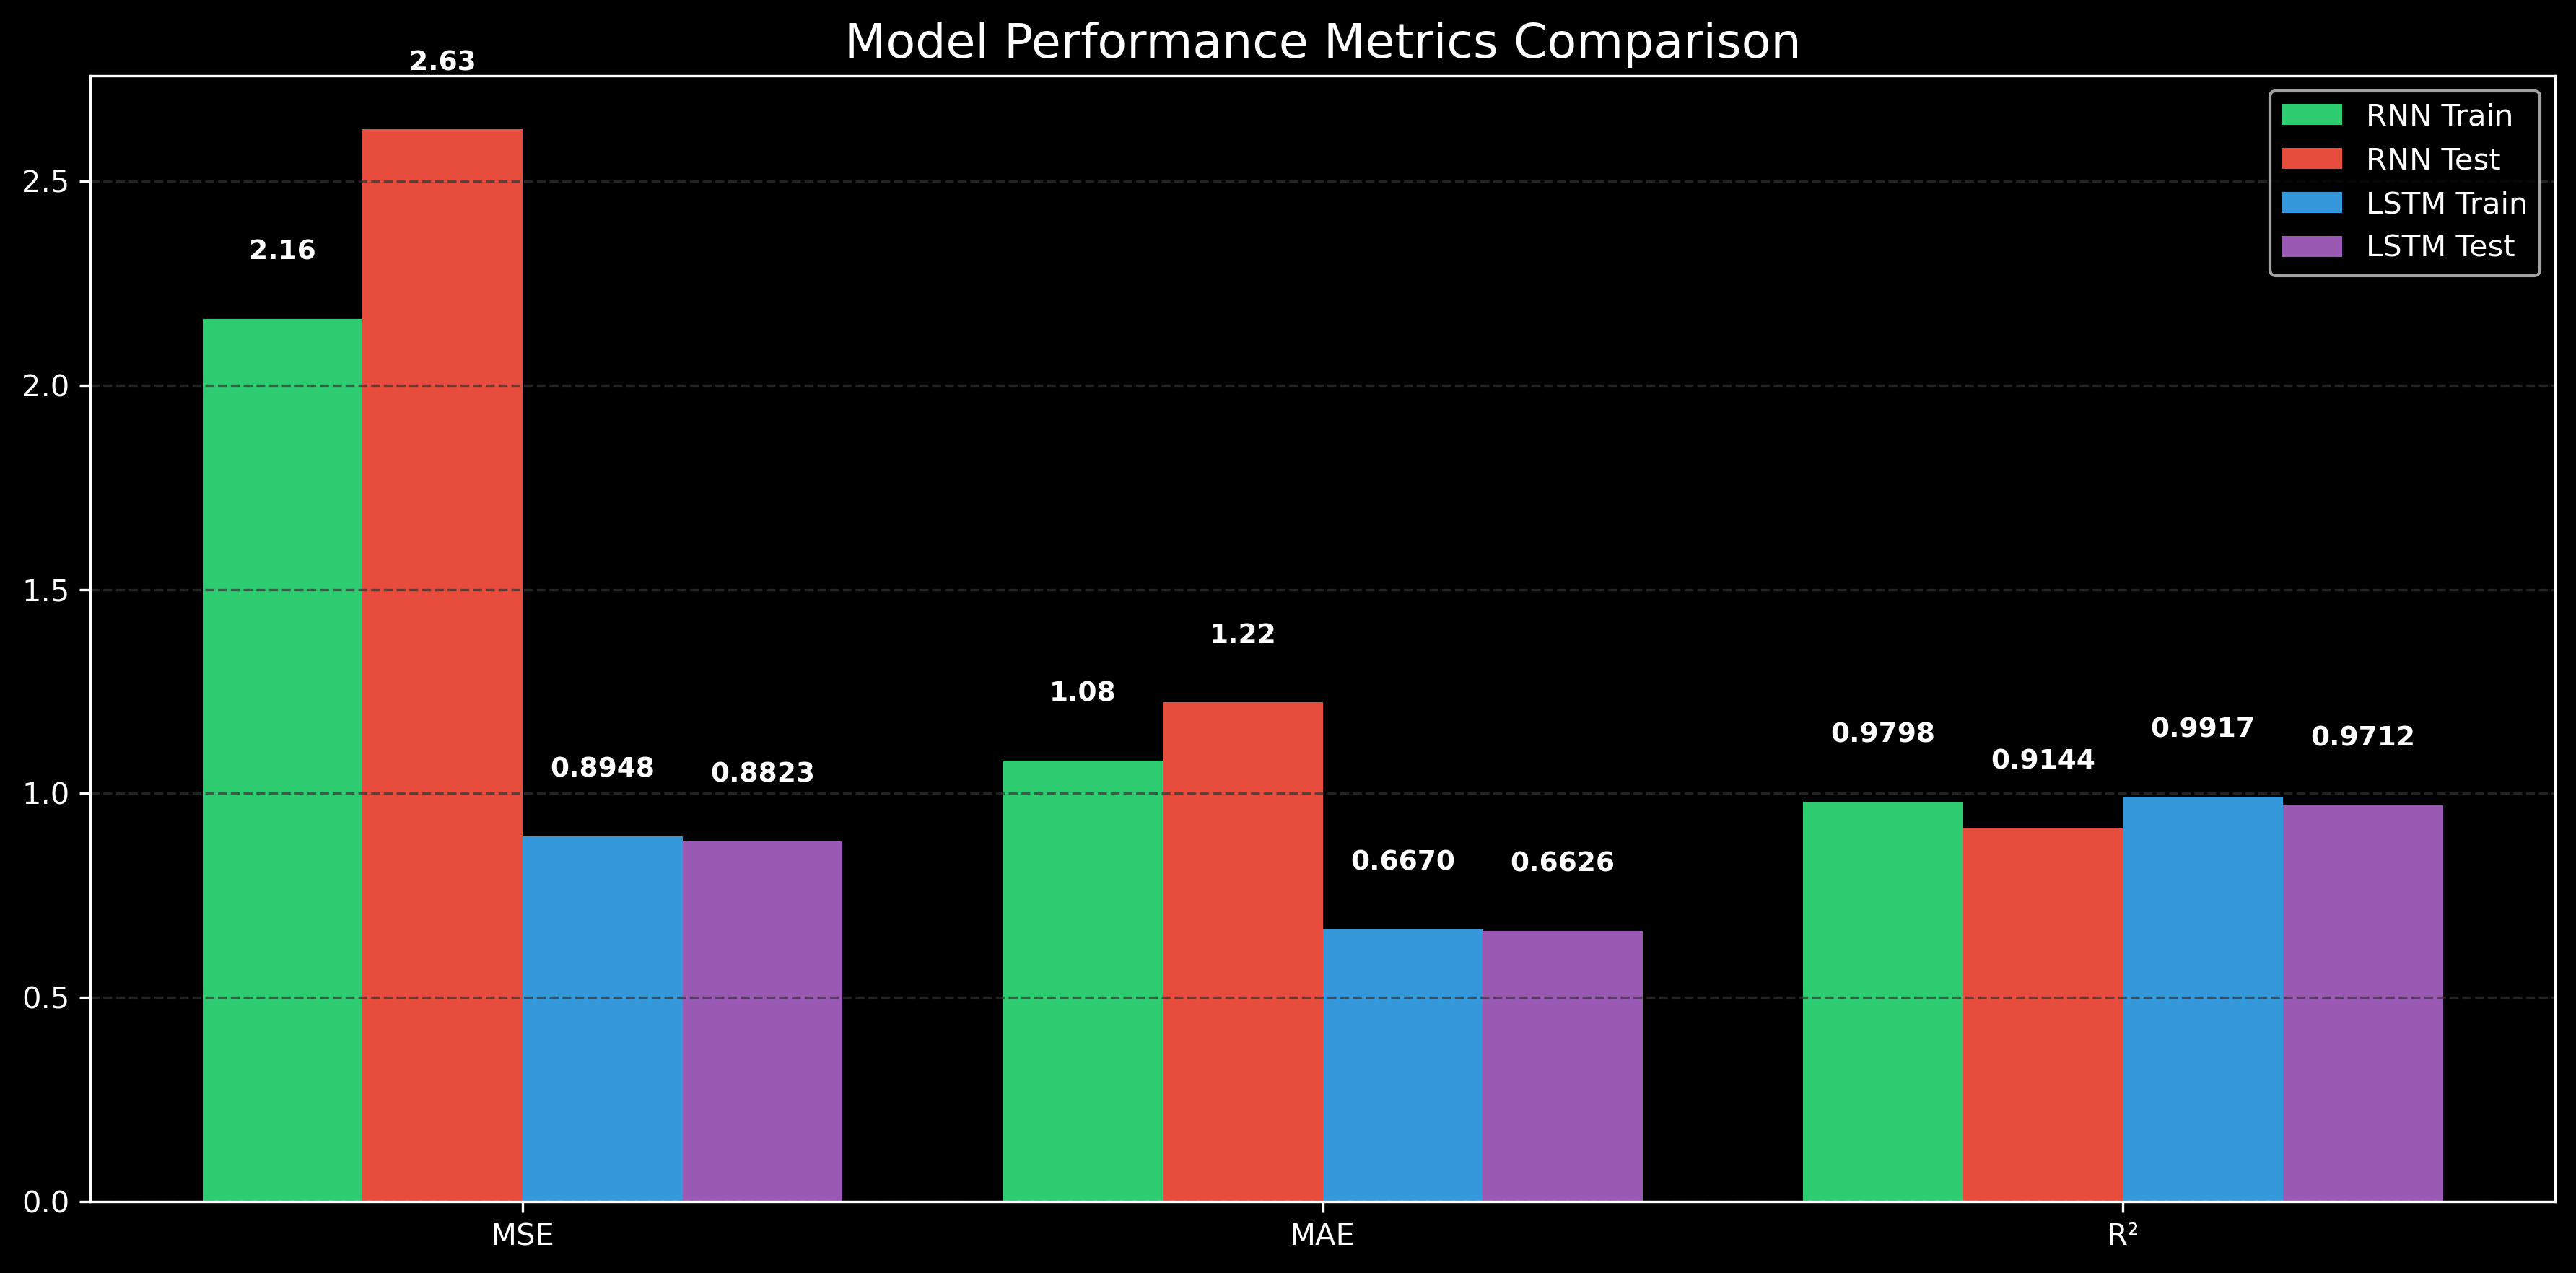 Model Performance Metrics Comparison
2.63
2.16
0.8948
0.8823
1.08
1.22
0.6670
0.6626
0.9798
0.9144
0.9917
0.9712
RNN Train
RNN Test
LSTM Train
LSTM Test
2.5
2.0
1.5
1.0
0.5
0.0
MSE
MAE
R²